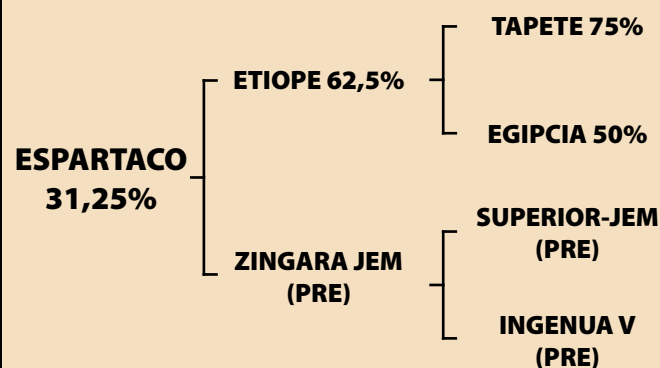 TAPETE 75%
ETIOPE 62,5%
EGIPCIA 50%
ESPARTACO
31,25%
SUPERIOR-JEM
(PRE)
ZINGARA JEM
(PRE)
INGENUA V
(PRE)